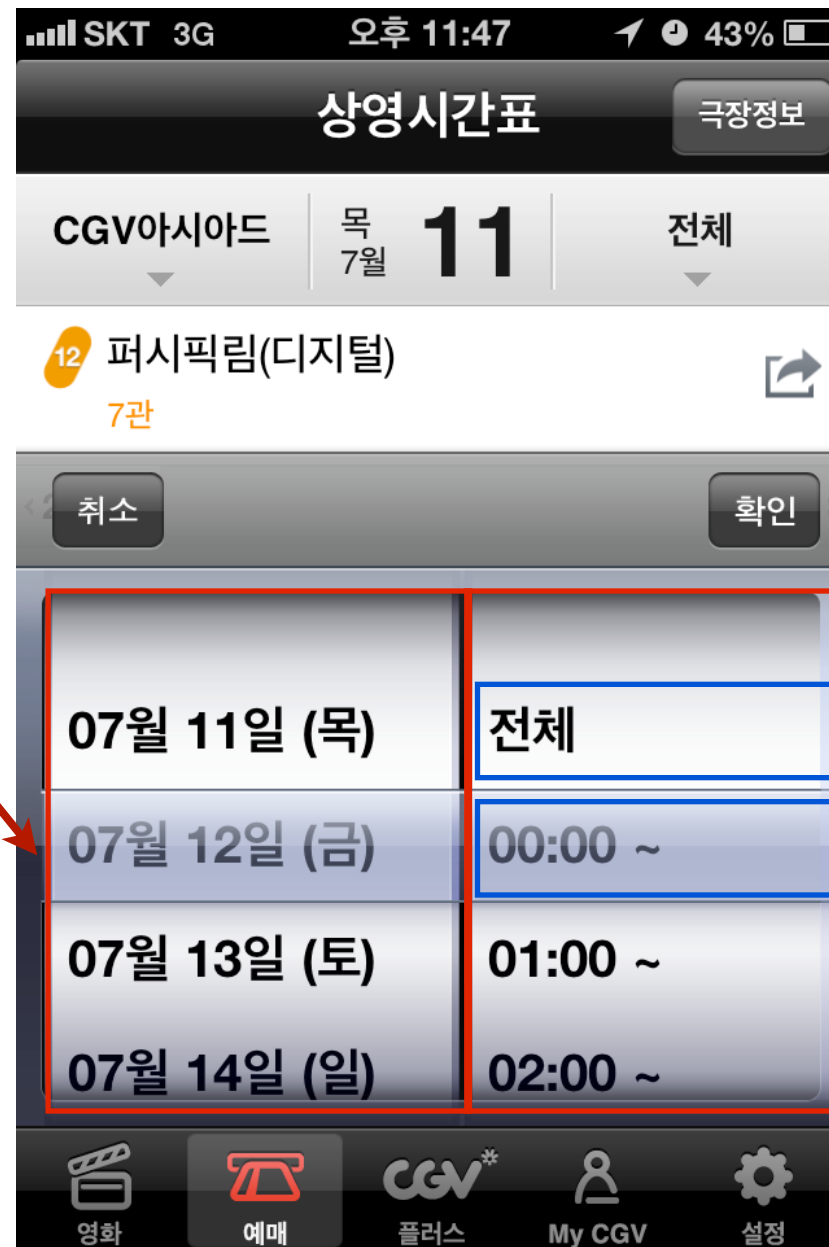 SKT 3G 오후 11:47 43%
상영시간표 극장정보
CGV아시아드 목 7월 11 전체
12 퍼시픽림(디지털)
7관
취소 확인
07월 11일 (목) 전체
07월 12일 (금) 00:00 ~
07월 13일 (토) 01:00 ~
07월 14일 (일) 02:00 ~
CGV*
영화 예매 플러스 My CGV 설정